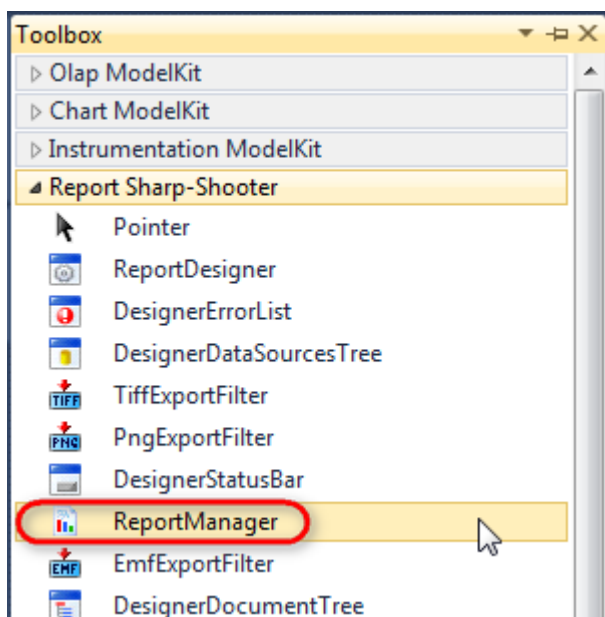 Toolbox
Olap ModelKit
Chart ModelKit
Instrumentation ModelKit
Report Sharp-Shooter
Pointer
ReportDesigner
DesignerErrorList
DesignerDataSourcesTree
TIFF TiffExportFilter
PNG PngExportFilter
DesignerStatusBar
ReportManager
EMF EmfExportFilter
DesignerDocumentTree